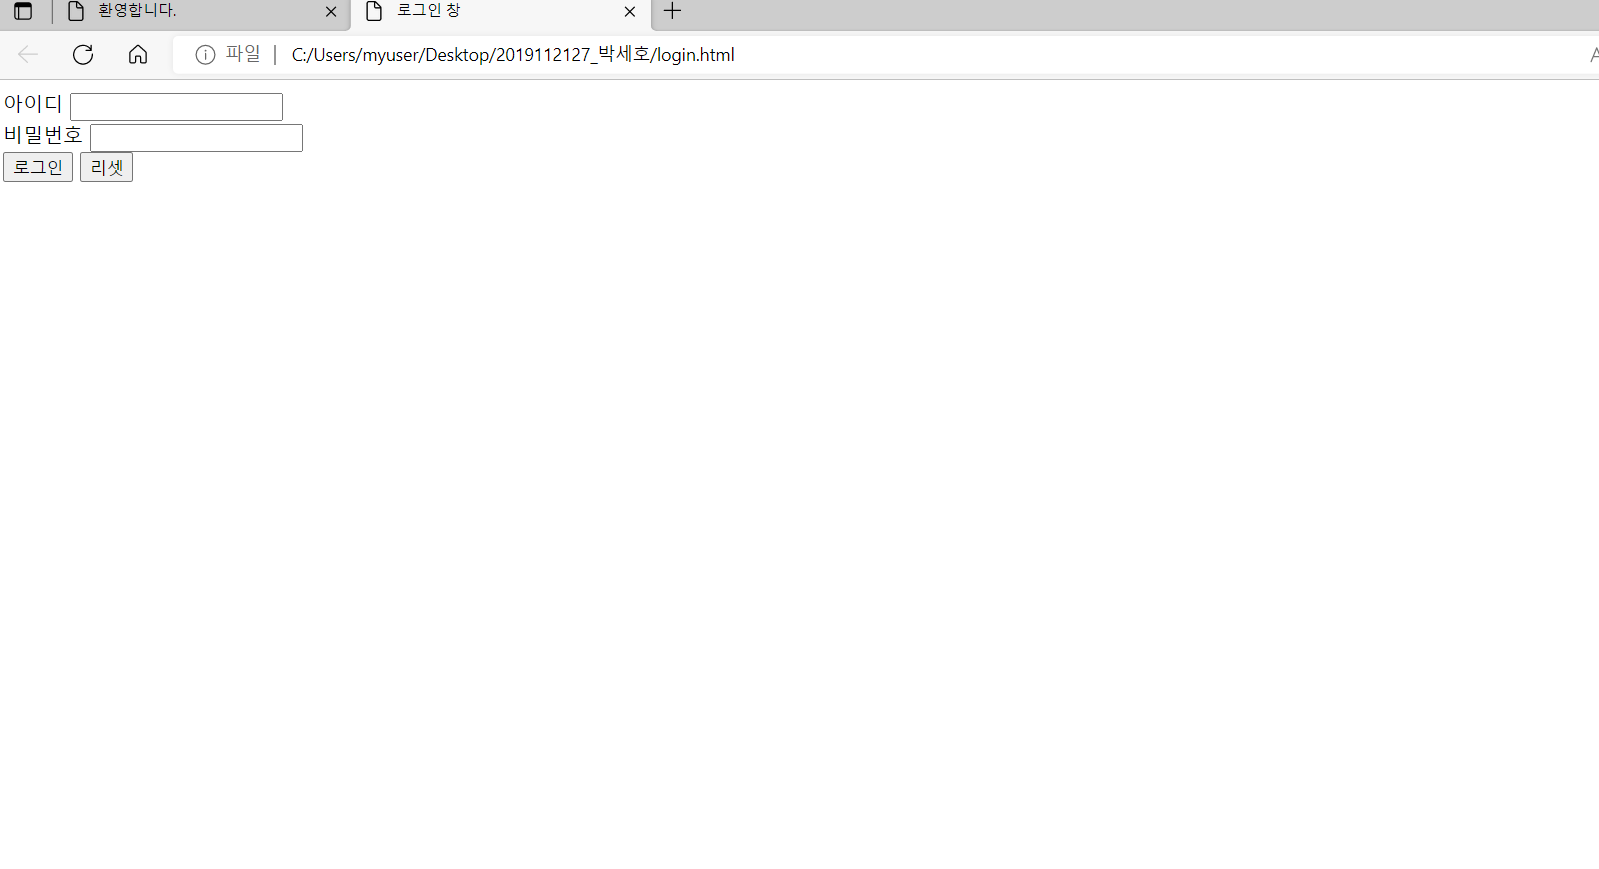 환영합니다.
로그인 창
파일 C:/Users/myuser/Desktop/2019112127_박세호/login.html
아이디
비밀번호
로그인 리셋